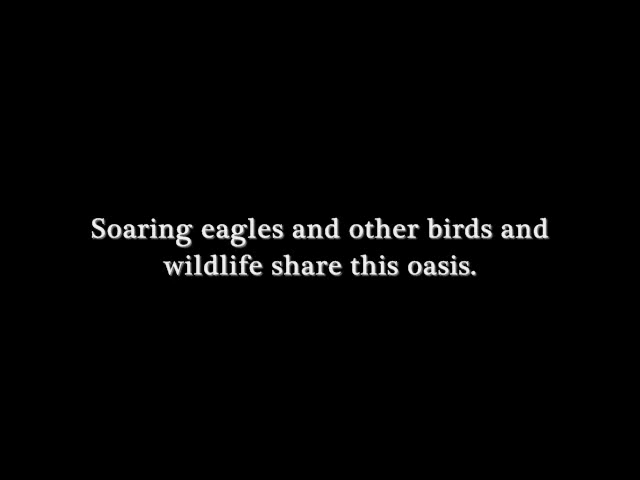 Soaring eagles and other birds and
wildlife share this oasis.